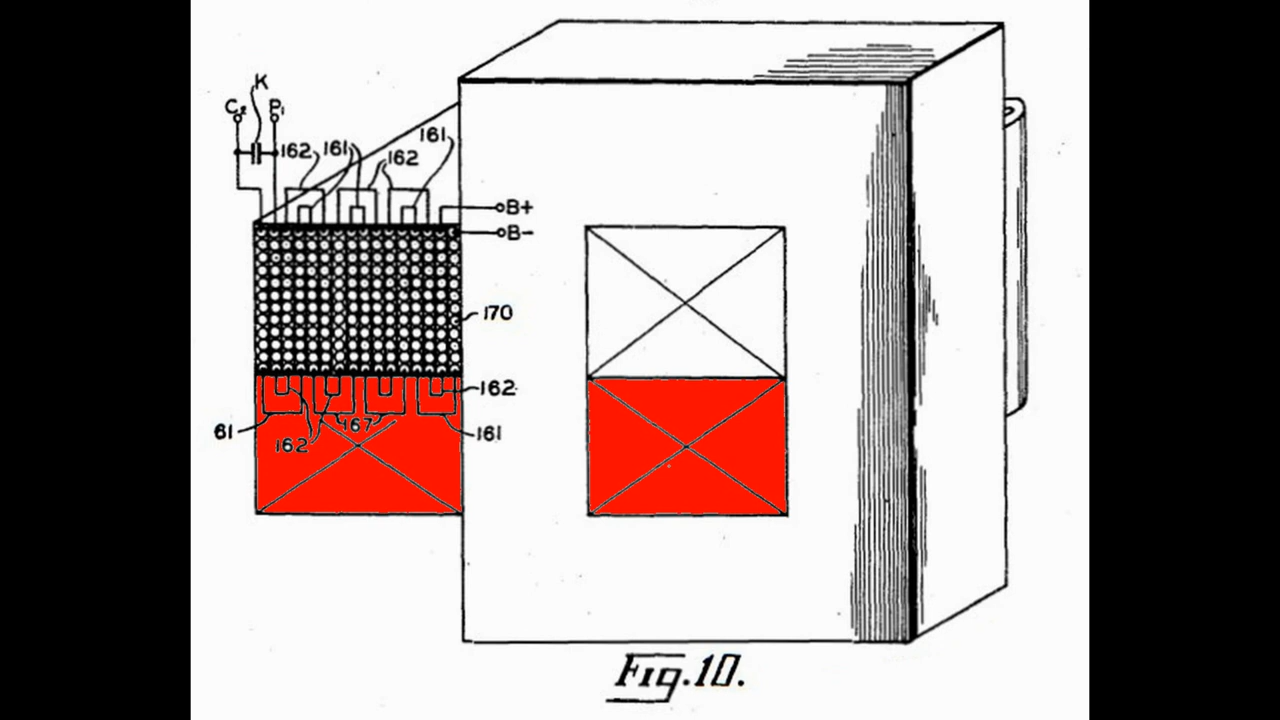 K
C2 P1
162 161 162 161
B+
B-
170
162
61 162 167 161
Fig.10.